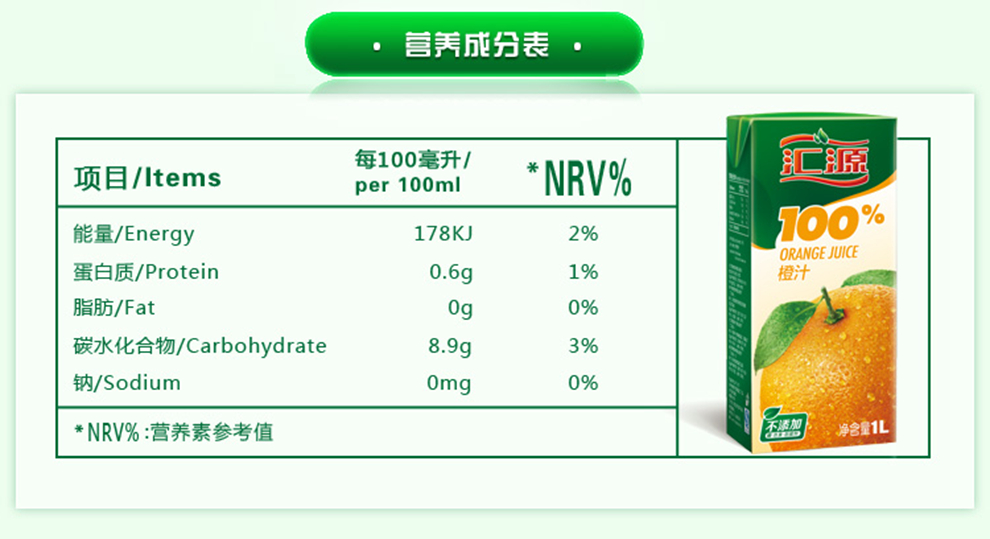 · 营养成分表 ·
项目/Items 每100毫升/per 100ml *NRV%
能量/Energy 178KJ 2%
蛋白质/Protein 0.6g 1%
脂肪/Fat 0g 0%
碳水化合物/Carbohydrate 8.9g 3%
钠/Sodium 0mg 0%
*NRV%:营养素参考值
汇源
100%
ORANGE JUICE
橙汁
不添加
净含量1L